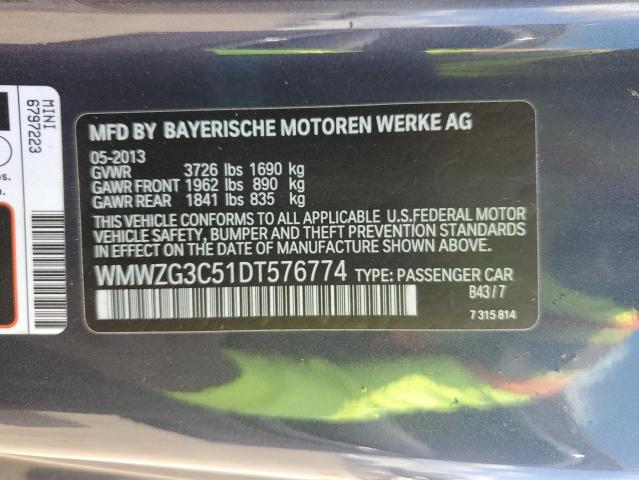 MFD BY BAYERISCHE MOTOREN WERKE AG
05-2013
GVWR 3726 lbs 1690 kg
GAWR FRONT 1962 lbs 890 kg
GAWR REAR 1841 lbs 835 kg
THIS VEHICLE CONFORMS TO ALL APPLICABLE U.S.FEDERAL MOTOR
VEHICLE SAFETY, BUMPER AND THEFT PREVENTION STANDARDS
IN EFFECT ON THE DATE OF MANUFACTURE SHOWN ABOVE.
WMWZG3C51DT576774 TYPE: PASSENGER CAR
B43/7
7 315 814
MINI
6797223